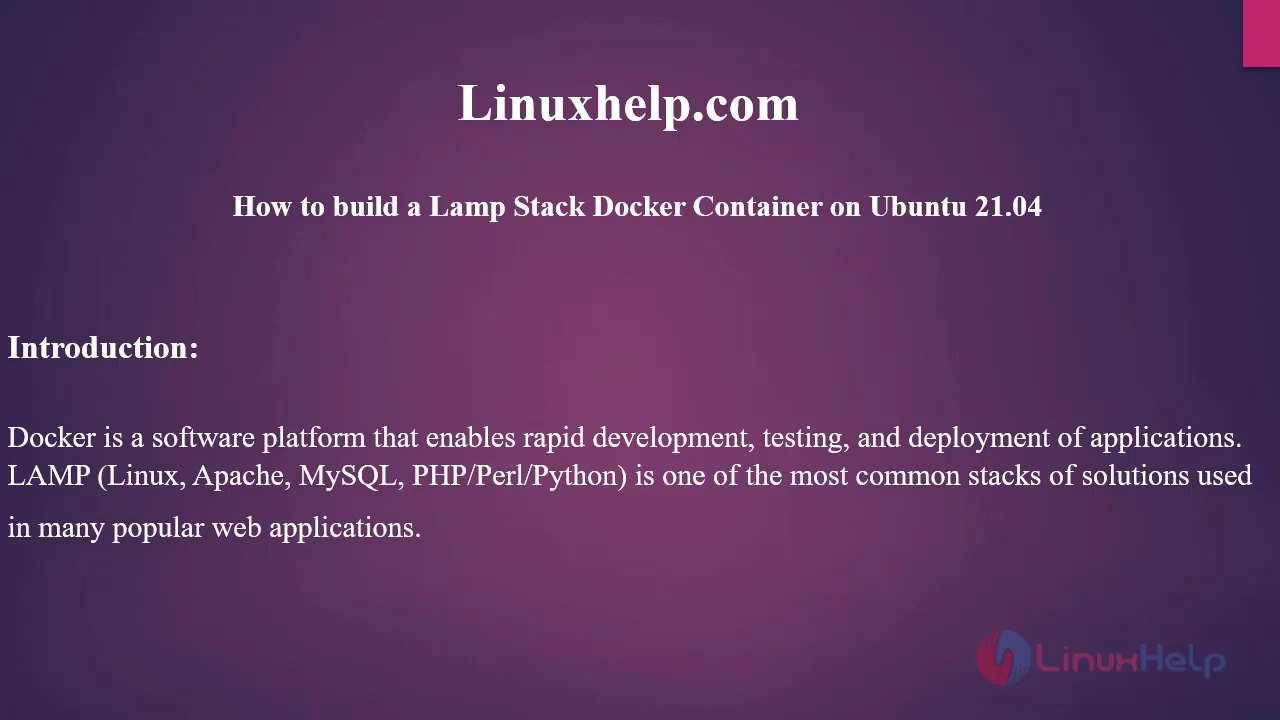 Linuxhelp.com
How to build a Lamp Stack Docker Container on Ubuntu 21.04
Introduction:
Docker is a software platform that enables rapid development, testing, and deployment of applications.
LAMP (Linux, Apache, MySQL, PHP/Perl/Python) is one of the most common stacks of solutions used
in many popular web applications.
LinuxHelp